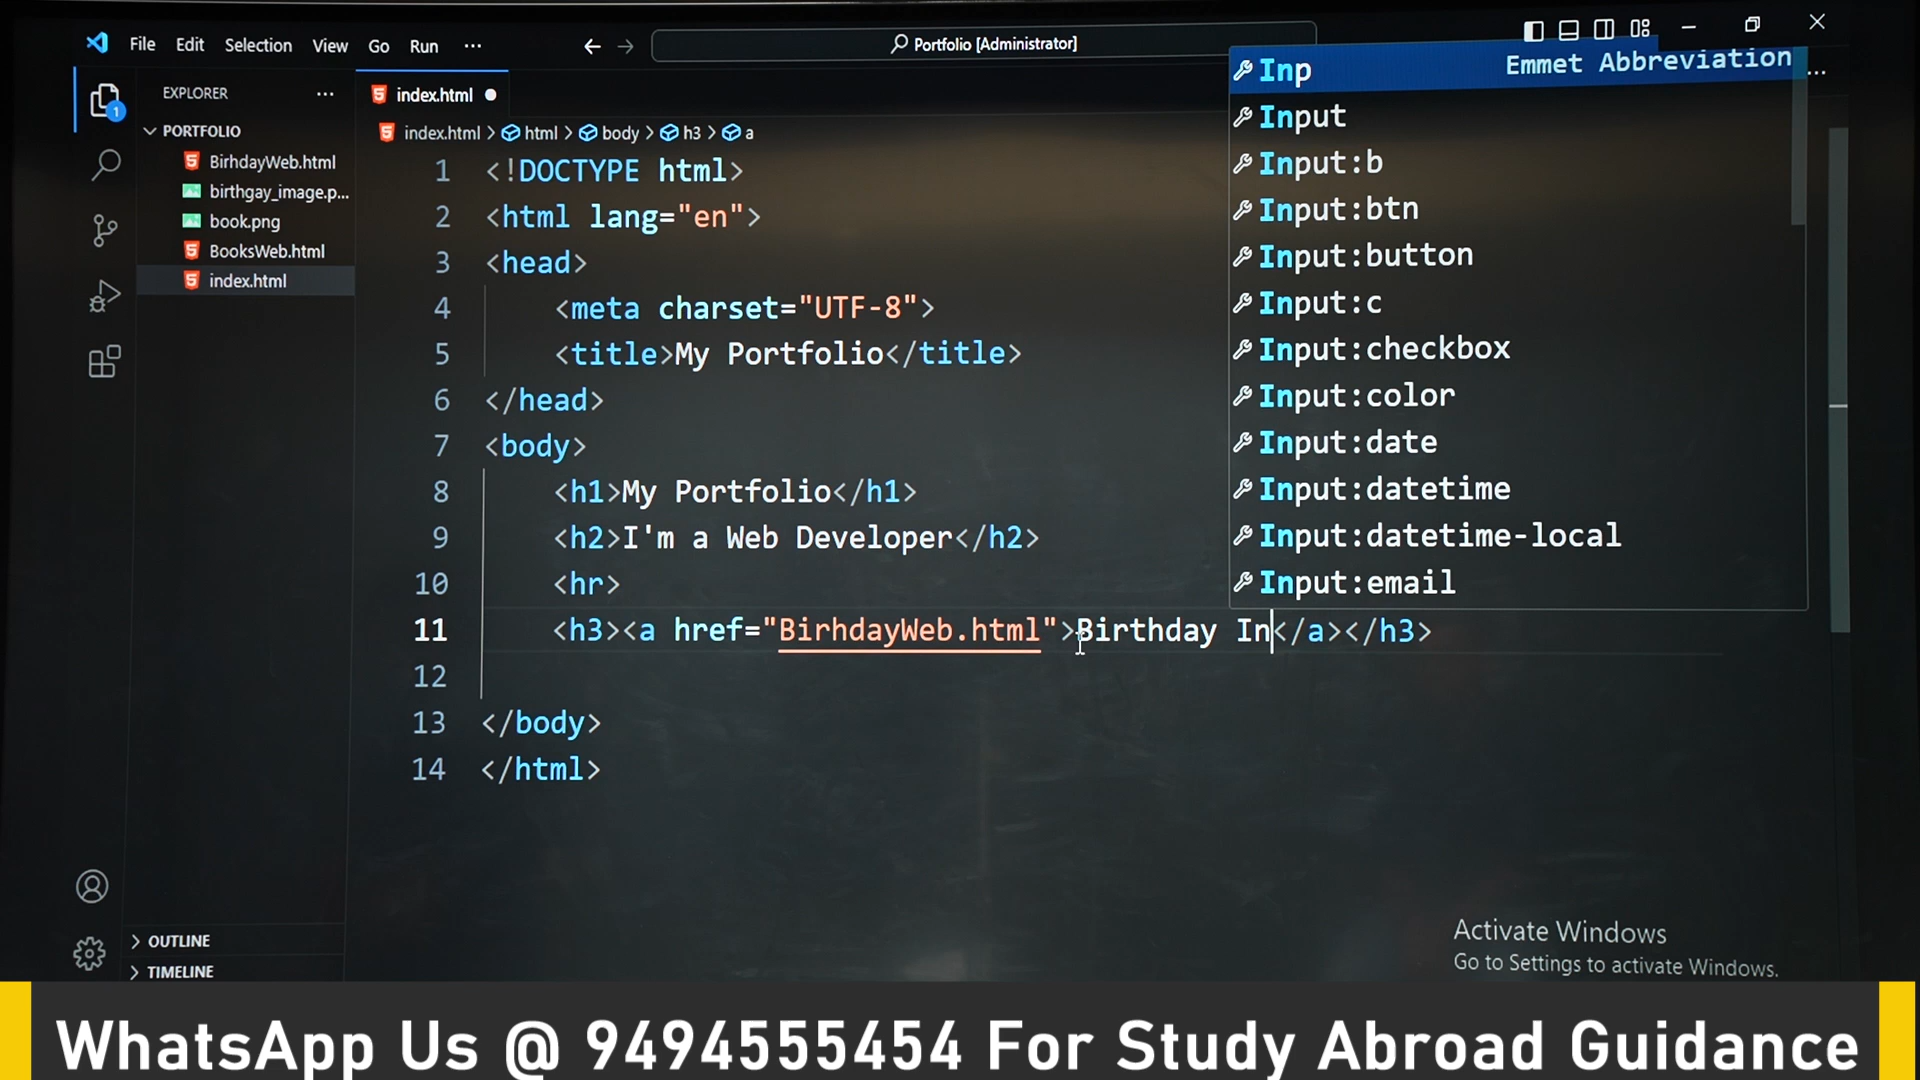 File Edit Selection View Go Run ...
Portfolio [Administrator]
EXPLORER
PORTFOLIO
BirhdayWeb.html
birthgay_image.p...
book.png
BooksWeb.html
index.html
OUTLINE
TIMELINE
1
index.html
index.html > html > body > h3 > a
1 <!DOCTYPE html>
2 <html lang="en">
3 <head>
4 <meta charset="UTF-8">
5 <title>My Portfolio</title>
6 </head>
7 <body>
8 <h1>My Portfolio</h1>
9 <h2>I'm a Web Developer</h2>
10 <hr>
11 <h3><a href="BirhdayWeb.html">Birthday In</a></h3>
12
13 </body>
14 </html>
Inp Emmet Abbreviation
Input
Input:b
Input:btn
Input:button
Input:c
Input:checkbox
Input:color
Input:date
Input:datetime
Input:datetime-local
Input:email
Activate Windows
Go to Settings to activate Windows.
WhatsApp Us @ 9494555454 For Study Abroad Guidance